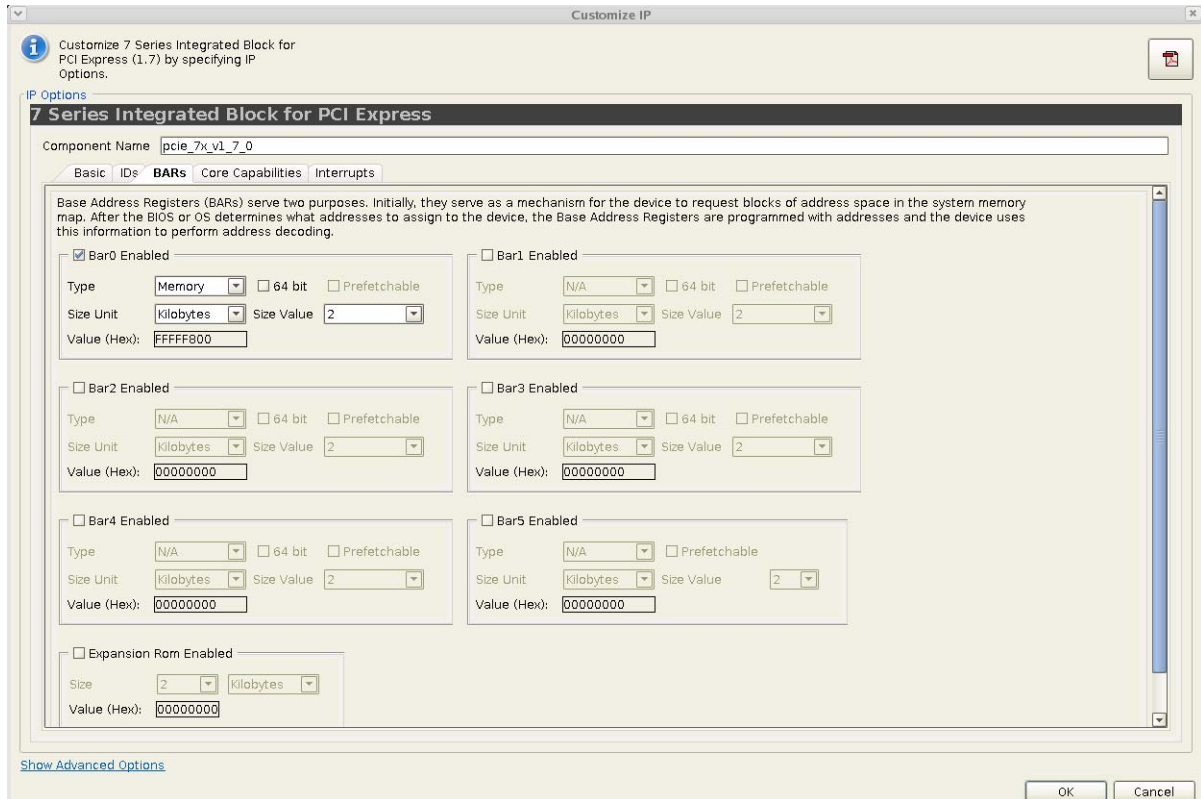 Customize IP
Customize 7 Series Integrated Block for
PCI Express (1.7) by specifying IP
Options.
IP Options
7 Series Integrated Block for PCI Express
Component Name pcie_7x_v1_7_0
Basic IDs BARs Core Capabilities Interrupts
Base Address Registers (BARs) serve two purposes. Initially, they serve as a mechanism for the device to request blocks of address space in the system memory
map. After the BIOS or OS determines what addresses to assign to the device, the Base Address Registers are programmed with addresses and the device uses
this information to perform address decoding.
Bar0 Enabled
Type Memory 64 bit Prefetchable
Size Unit Kilobytes Size Value 2
Value (Hex): FFFFF800
Bar1 Enabled
Type N/A 64 bit Prefetchable
Size Unit Kilobytes Size Value 2
Value (Hex): 00000000
Bar2 Enabled
Type N/A 64 bit Prefetchable
Size Unit Kilobytes Size Value 2
Value (Hex): 00000000
Bar3 Enabled
Type N/A 64 bit Prefetchable
Size Unit Kilobytes Size Value 2
Value (Hex): 00000000
Bar4 Enabled
Type N/A 64 bit Prefetchable
Size Unit Kilobytes Size Value 2
Value (Hex): 00000000
Bar5 Enabled
Type N/A Prefetchable
Size Unit Kilobytes Size Value 2
Value (Hex): 00000000
Expansion Rom Enabled
Size 2 Kilobytes
Value (Hex): 00000000
Show Advanced Options
OK Cancel